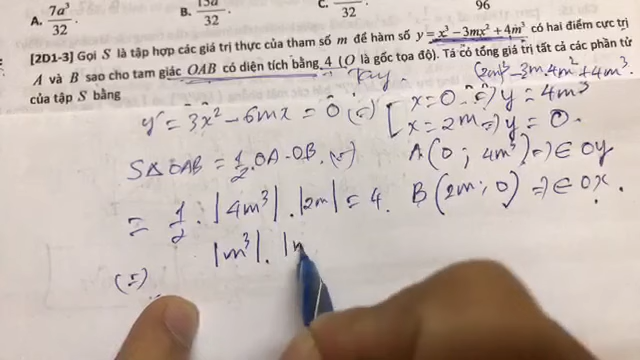 A. 7a³/32. B. 15a³/32. C. /32. 96
[2D1-3] Gọi S là tập hợp các giá trị thực của tham số m để hàm số y = x³ − 3mx² + 4m³ có hai điểm cực trị
A và B sao cho tam giác OAB có diện tích bằng 4 (O là gốc tọa độ). Ta có tổng giá trị tất cả các phần tử
của tập S bằng
(2m)³ − 3m.4m² + 4m³.
y' = 3x² − 6mx = 0 (=) [ x = 0 => y = 4m³
x = 2m => y = 0.
S△OAB = 1/2 . OA . OB. (=) A(0 ; 4m³) => ∈ Oy
= 1/2 . |4m³| . |2m| = 4. B(2m ; 0) => ∈ Ox.
(=) |m³| .